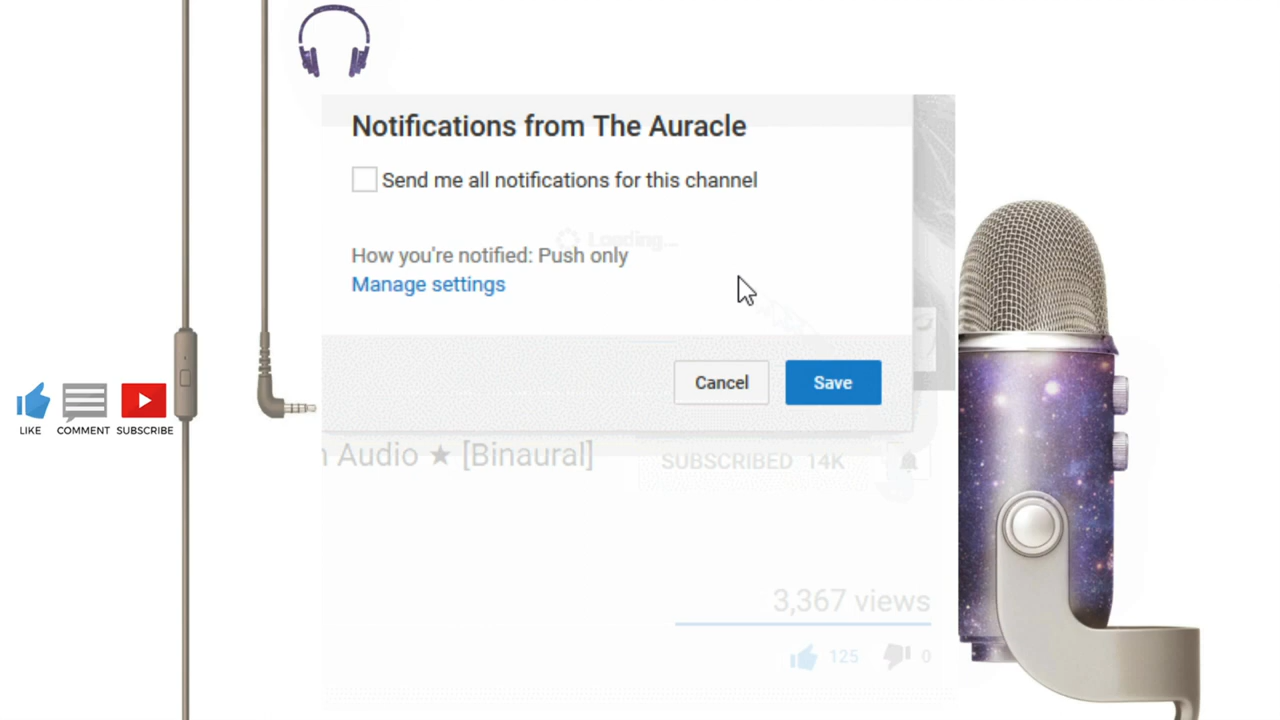 Notifications from The Auracle
Send me all notifications for this channel
Loading...
How you're notified: Push only
Manage settings
Cancel Save
LIKE COMMENT SUBSCRIBE
Audio ★ [Binaural]
SUBSCRIBED 14K
3,367 views
125 0